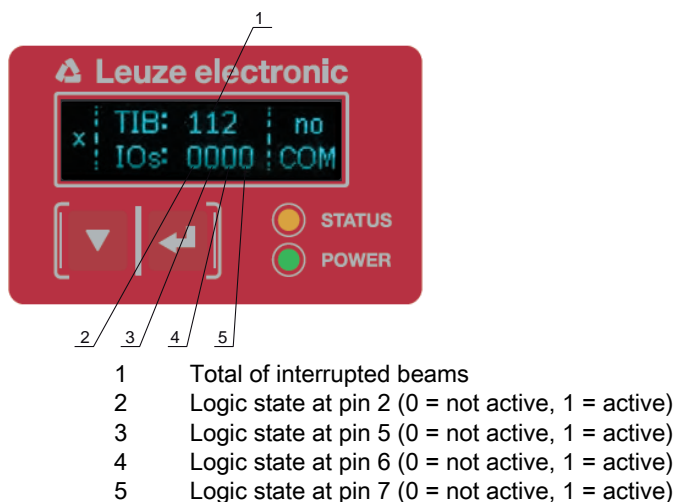 1
Leuze electronic
x TIB: 112 no
IOs: 0000 COM
STATUS
POWER
2 3 4 5
1 Total of interrupted beams
2 Logic state at pin 2 (0 = not active, 1 = active)
3 Logic state at pin 5 (0 = not active, 1 = active)
4 Logic state at pin 6 (0 = not active, 1 = active)
5 Logic state at pin 7 (0 = not active, 1 = active)